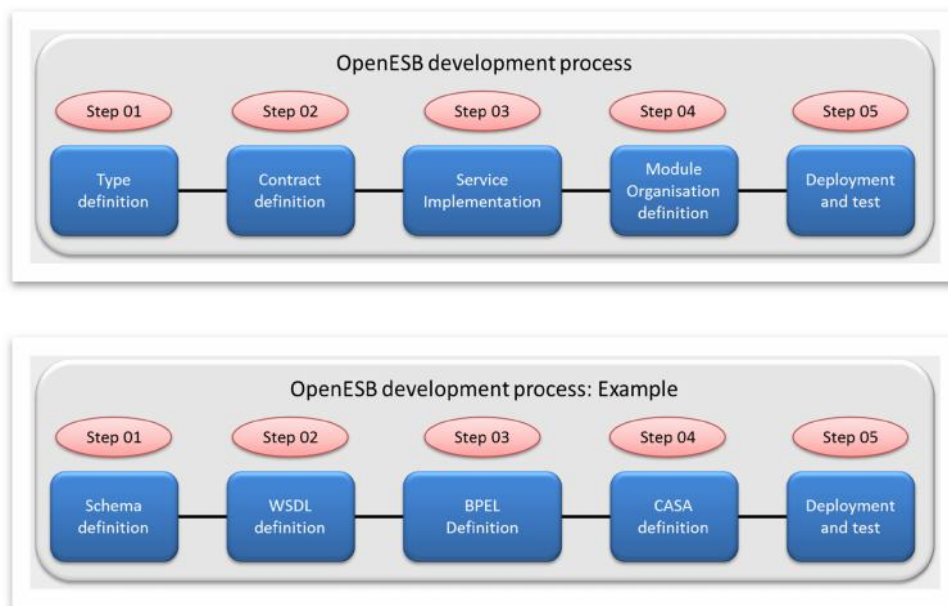 OpenESB development process
Step 01
Step 02
Step 03
Step 04
Step 05
Type
definition
Contract
definition
Service
Implementation
Module
Organisation
definition
Deployment
and test
OpenESB development process: Example
Step 01
Step 02
Step 03
Step 04
Step 05
Schema
definition
WSDL
definition
BPEL
Definition
CASA
definition
Deployment
and test